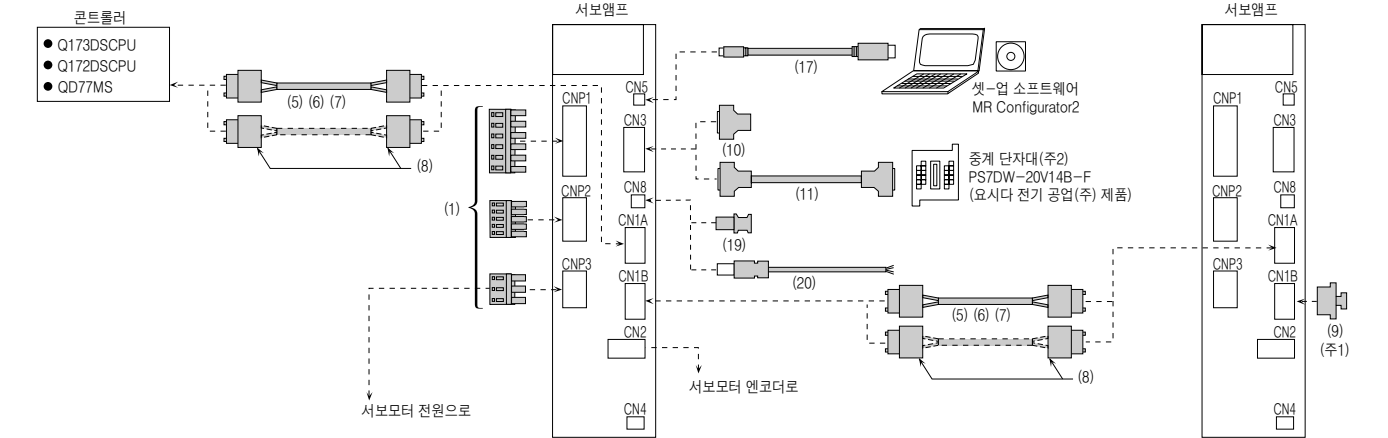 콘트롤러
● Q173DSCPU
● Q172DSCPU
● QD77MS
(5) (6) (7)
(8)
(1)
서보모터 전원으로
서보앰프
CNP1
CNP2
CNP3
CN5
CN3
CN8
CN1A
CN1B
CN2
CN4
서보모터 엔코더로
(17)
셋-업 소프트웨어
MR Configurator2
(10)
(11)
중계 단자대(주2)
PS7DW-20V14B-F
(요시다 전기 공업(주) 제품)
(19)
(20)
(5) (6) (7)
(8)
서보앰프
CNP1
CNP2
CNP3
CN5
CN3
CN8
CN1A
CN1B
CN2
CN4
(9)
(주1)